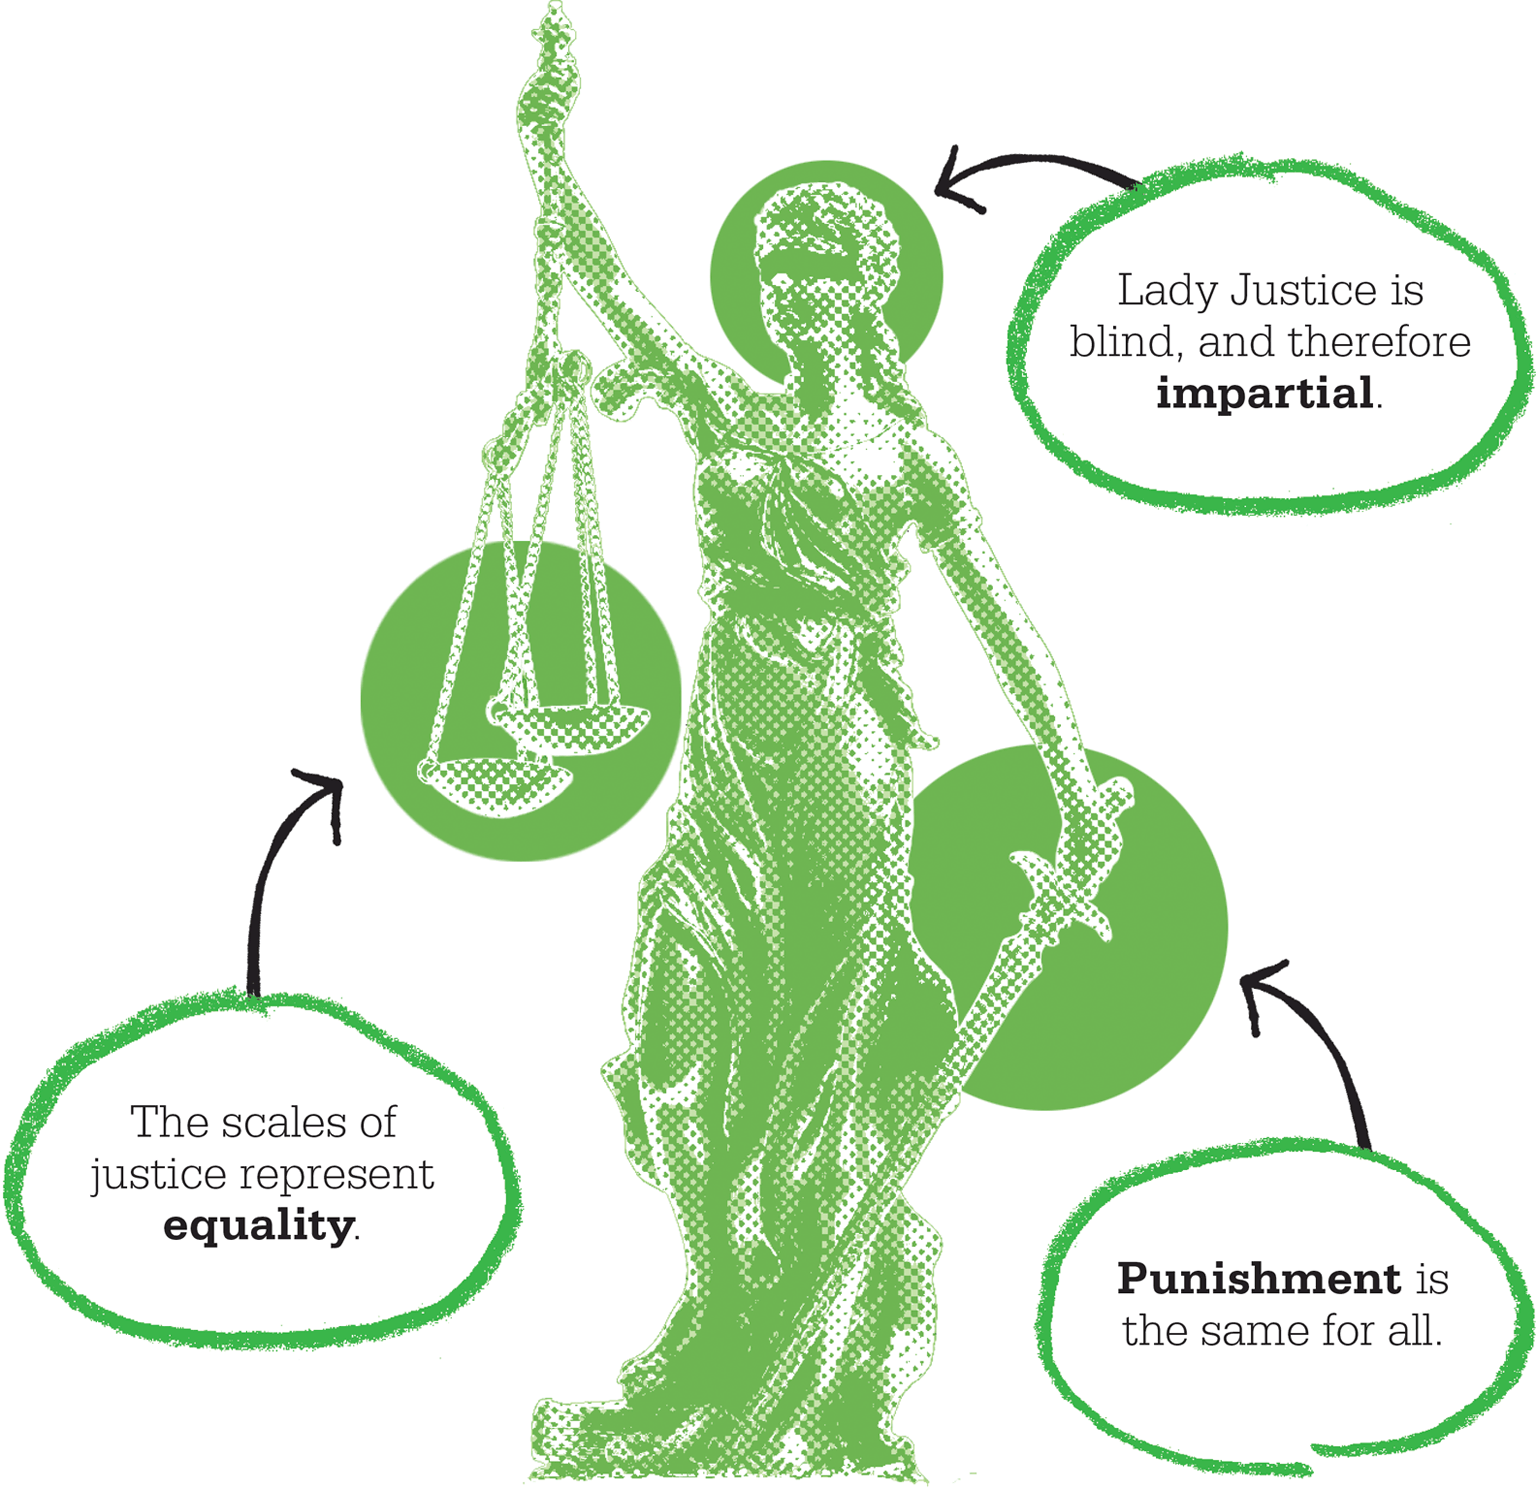 Lady Justice is
blind, and therefore
impartial.
The scales of
justice represent
equality.
Punishment is
the same for all.